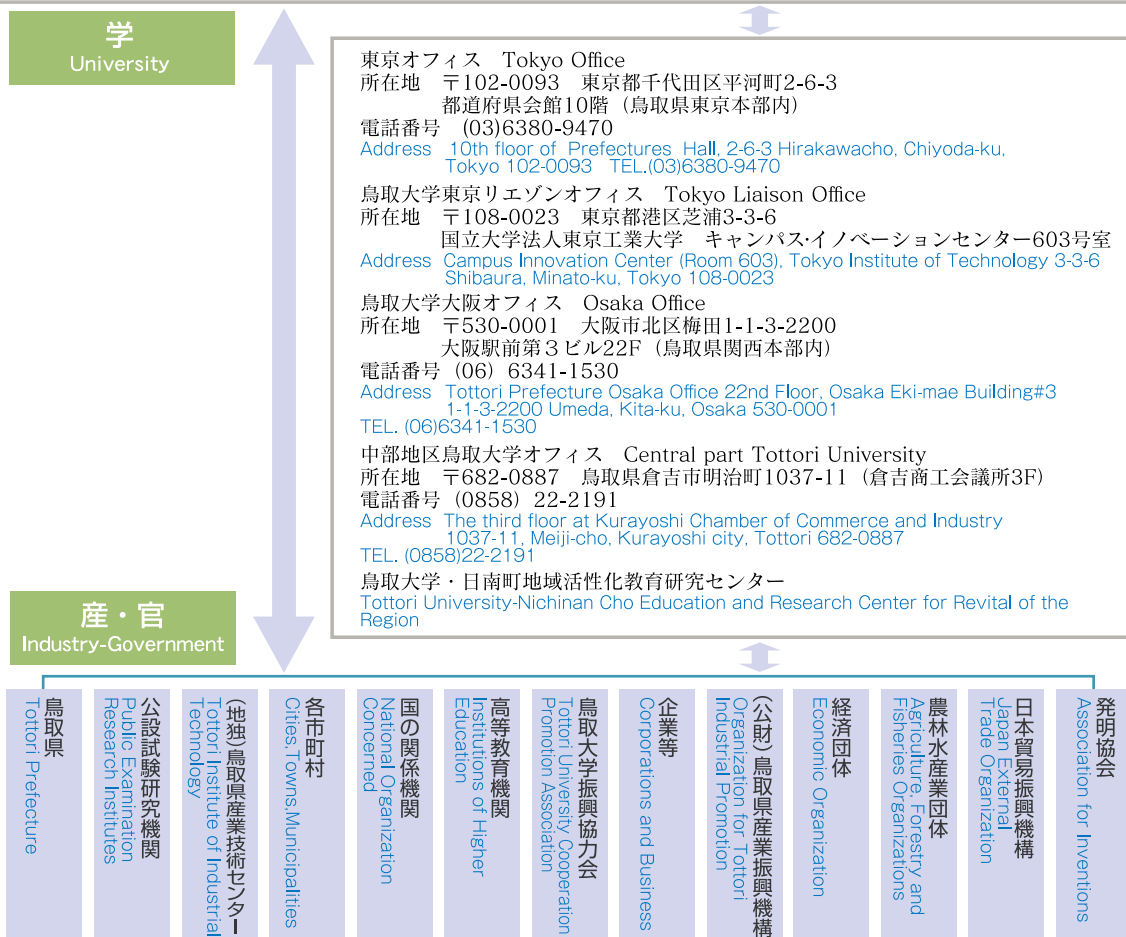 学
University
東京オフィス　Tokyo Office
所在地　〒102-0093　東京都千代田区平河町2-6-3
都道府県会館10階（鳥取県東京本部内）
電話番号　(03)6380-9470
Address　10th floor of Prefectures Hall, 2-6-3 Hirakawacho, Chiyoda-ku,
Tokyo 102-0093　TEL.(03)6380-9470
鳥取大学東京リエゾンオフィス　Tokyo Liaison Office
所在地　〒108-0023　東京都港区芝浦3-3-6
国立大学法人東京工業大学　キャンパス・イノベーションセンター603号室
Address　Campus Innovation Center (Room 603), Tokyo Institute of Technology 3-3-6
Shibaura, Minato-ku, Tokyo 108-0023
鳥取大学大阪オフィス　Osaka Office
所在地　〒530-0001　大阪市北区梅田1-1-3-2200
大阪駅前第３ビル22F（鳥取県関西本部内）
電話番号（06）6341-1530
Address　Tottori Prefecture Osaka Office 22nd Floor, Osaka Eki-mae Building#3
1-1-3-2200 Umeda, Kita-ku, Osaka 530-0001
TEL. (06)6341-1530
中部地区鳥取大学オフィス　Central part Tottori University
所在地　〒682-0887　鳥取県倉吉市明治町1037-11（倉吉商工会議所3F）
電話番号（0858）22-2191
Address　The third floor at Kurayoshi Chamber of Commerce and Industry
1037-11, Meiji-cho, Kurayoshi city, Tottori 682-0887
TEL. (0858)22-2191
鳥取大学・日南町地域活性化教育研究センター
Tottori University-Nichinan Cho Education and Research Center for Revital of the
Region
産・官
Industry-Government
鳥取県
Tottori Prefecture
公設試験研究機関
Public Examination
Research Institutes
(地独)鳥取県産業技術センター
Tottori Institute of Industrial
Technology
各市町村
Cities,Towns,Municipalities
国の関係機関
National Organization
Concerned
高等教育機関
Institutions of Higher
Education
鳥取大学振興協力会
Tottori University Cooperation
Promotion Association
企業等
Corporations and Business
(公財)鳥取県産業振興機構
Organization for Tottori
Industrial Promotion
経済団体
Economic Organization
農林水産業団体
Agriculture, Forestry and
Fisheries Organizations
日本貿易振興機構
Japan External
Trade Organization
発明協会
Association for Inventions